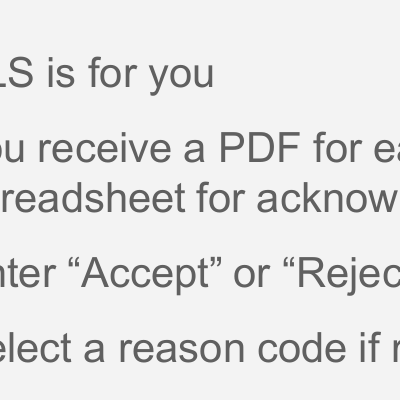 LS is for you
ou receive a PDF for ea
readsheet for acknow
nter “Accept” or “Rejec
elect a reason code if r